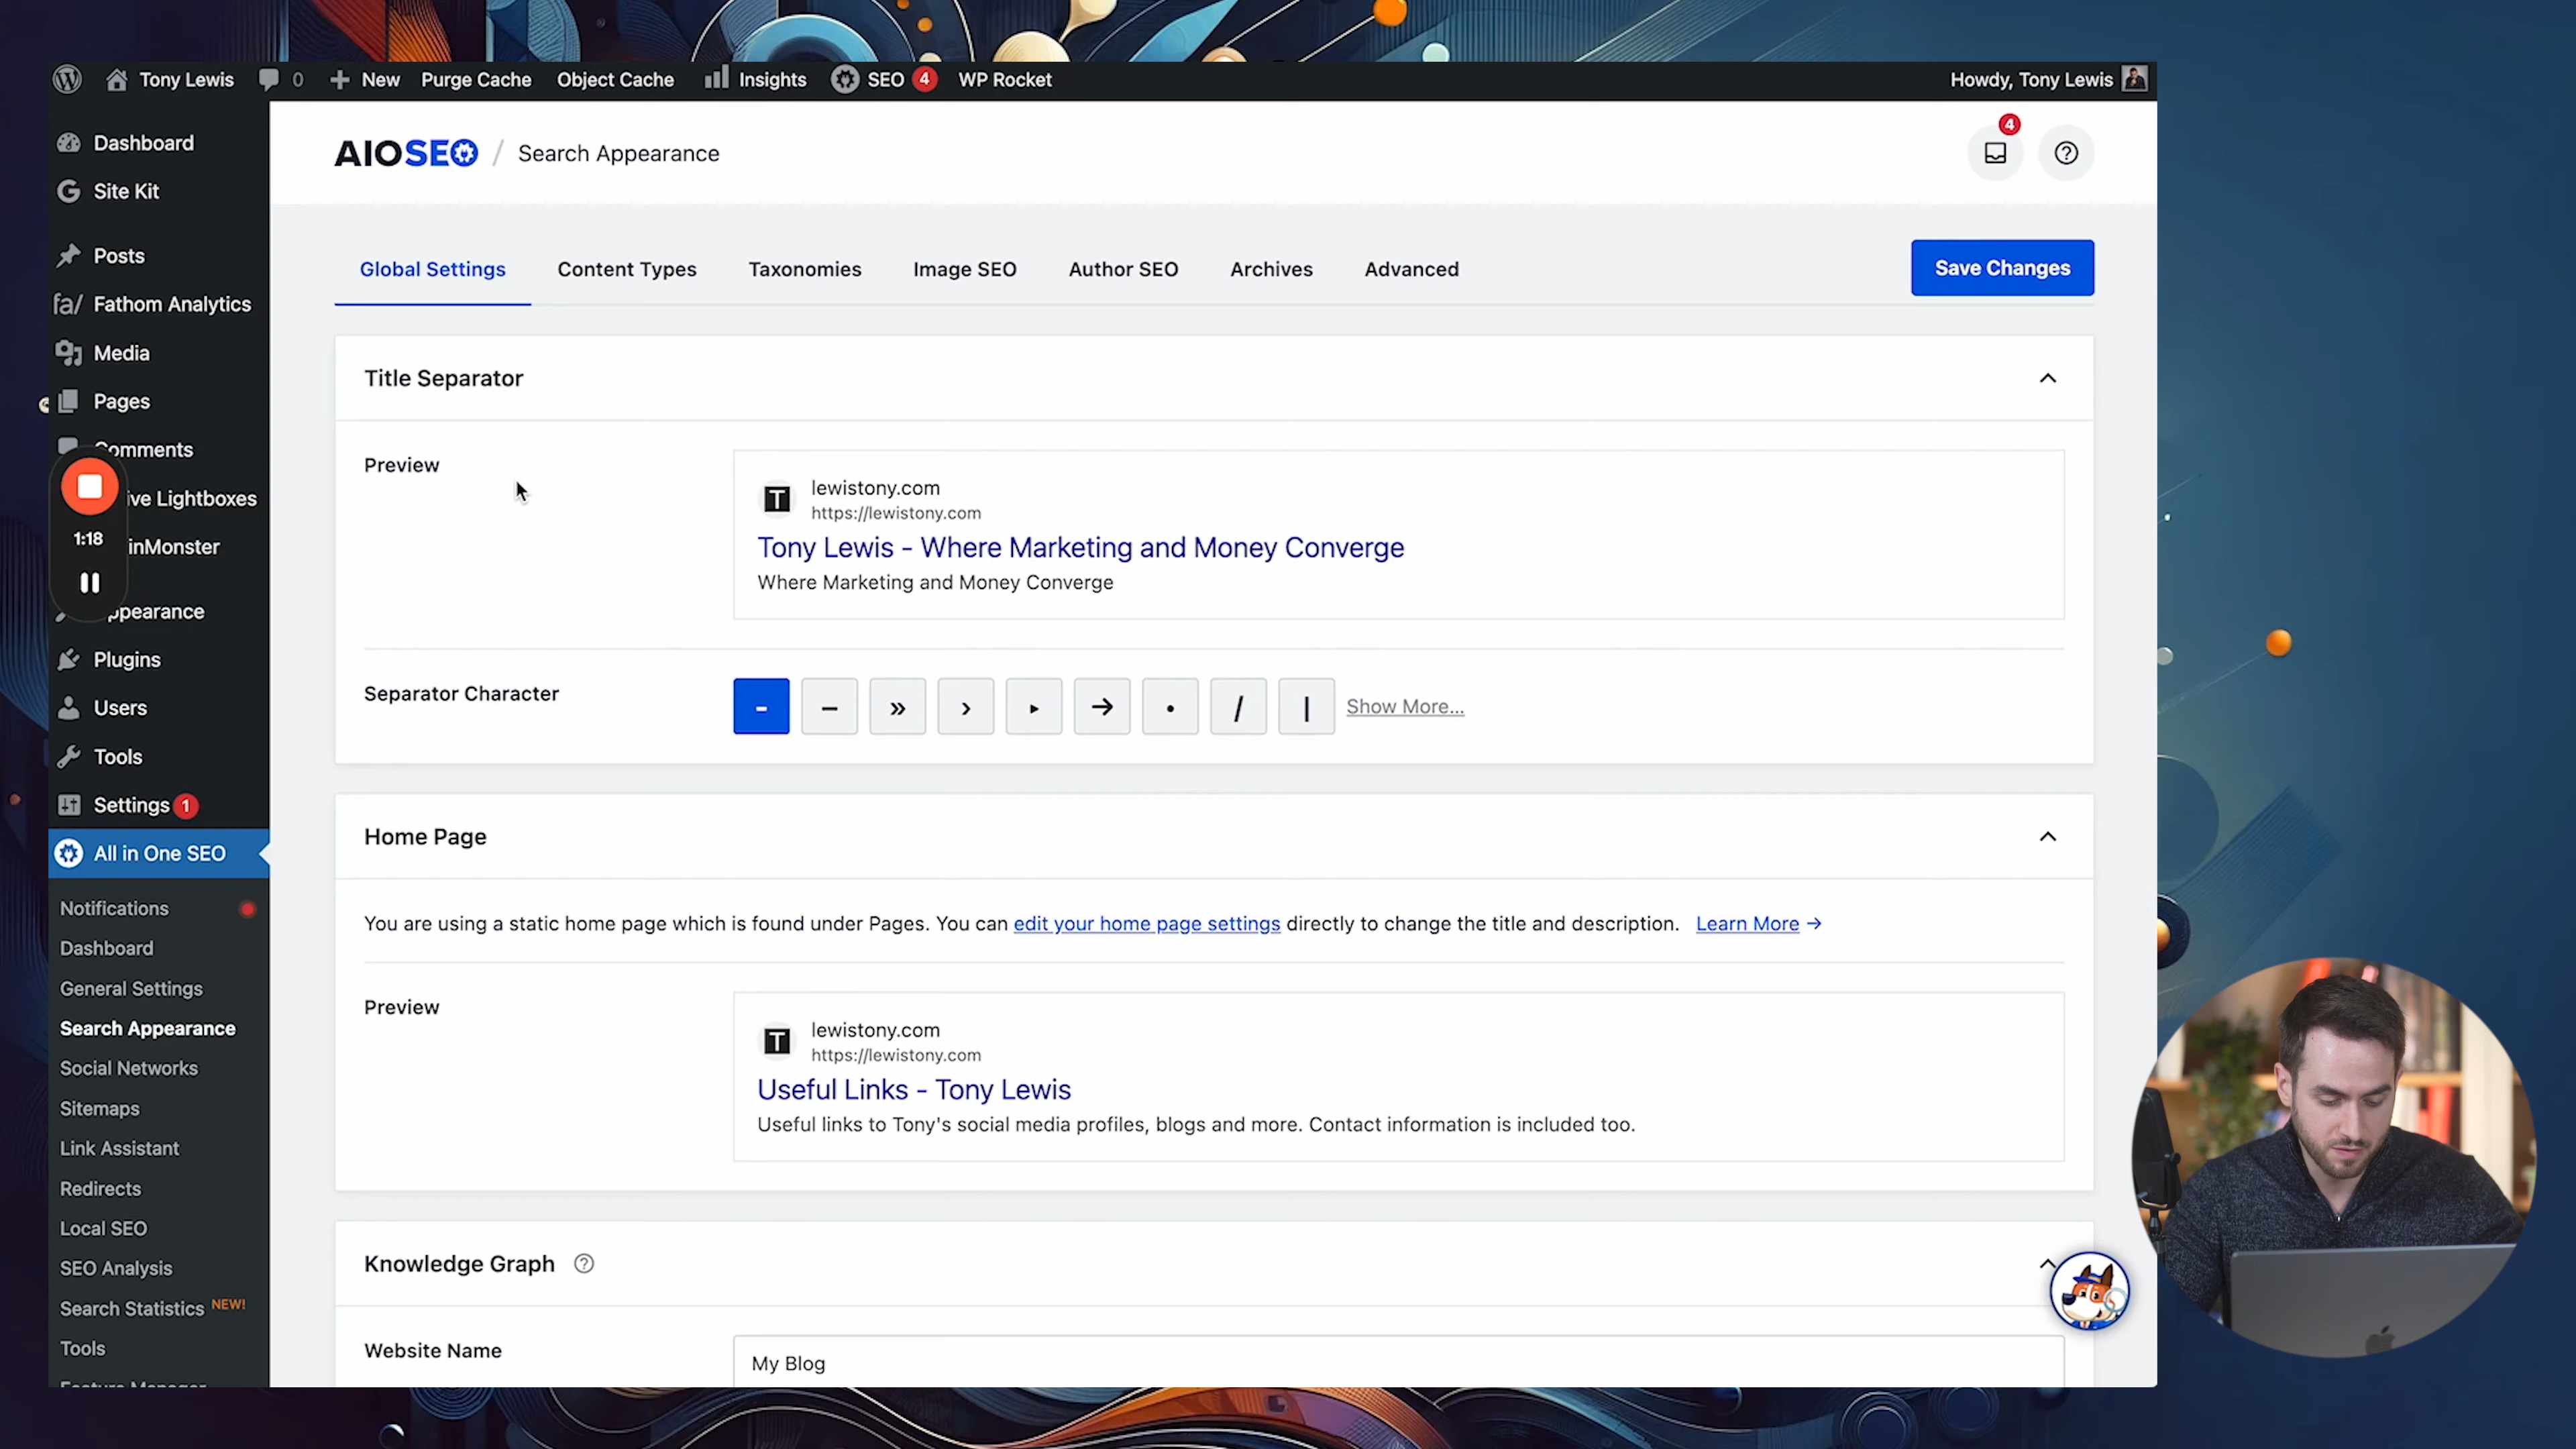 Tony Lewis 0 + New Purge Cache Object Cache Insights SEO 4 WP Rocket Howdy, Tony Lewis
Dashboard
Site Kit
Posts
fa/ Fathom Analytics
Media
Pages
Comments
ive Lightboxes
1:18
inMonster
ppearance
Plugins
Users
Tools
Settings 1
All in One SEO
Notifications
Dashboard
General Settings
Search Appearance
Social Networks
Sitemaps
Link Assistant
Redirects
Local SEO
SEO Analysis
Search Statistics NEW!
Tools
Feature Manager
AIOSEO / Search Appearance
4
Global Settings Content Types Taxonomies Image SEO Author SEO Archives Advanced Save Changes
Title Separator
Preview
T
lewistony.com
https://lewistony.com
Tony Lewis - Where Marketing and Money Converge
Where Marketing and Money Converge
Separator Character - – » › ▸ → • / | Show More...
Home Page
You are using a static home page which is found under Pages. You can edit your home page settings directly to change the title and description. Learn More →
Preview
T
lewistony.com
https://lewistony.com
Useful Links - Tony Lewis
Useful links to Tony's social media profiles, blogs and more. Contact information is included too.
Knowledge Graph ?
Website Name My Blog